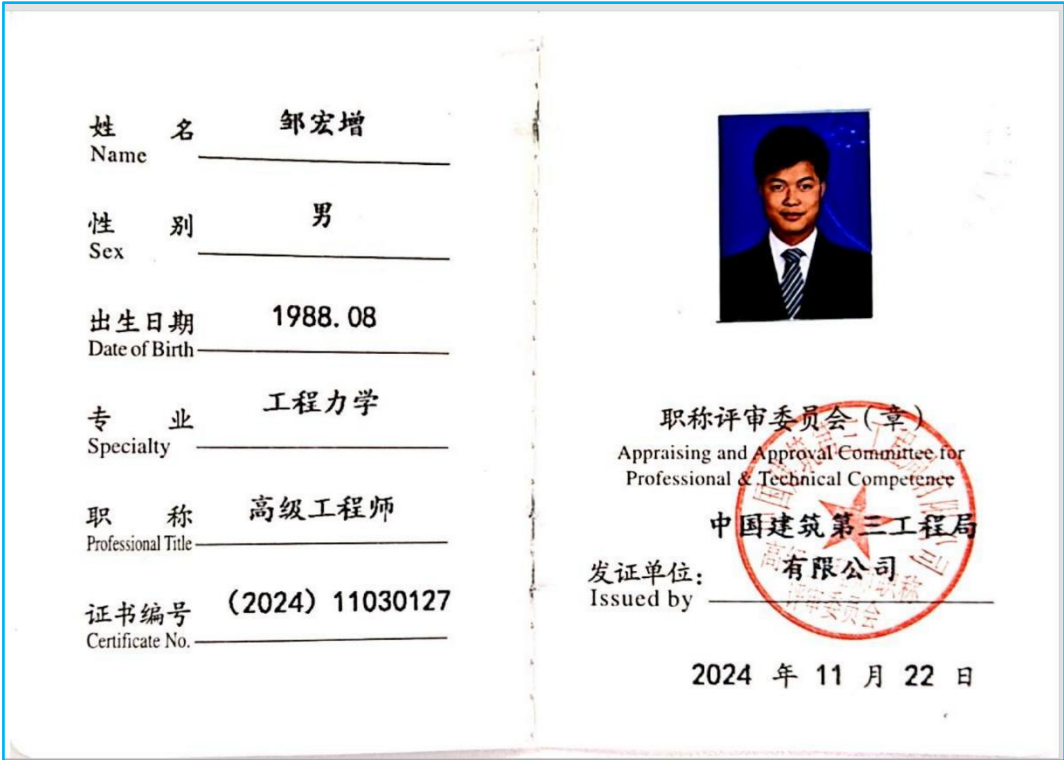 姓 名 邹宏增
Name
性 别 男
Sex
出生日期 1988.08
Date of Birth
专 业 工程力学
Specialty
职 称 高级工程师
Professional Title
证书编号 (2024) 11030127
Certificate No.
职称评审委员会(章)
Appraising and Approval Committee for
Professional & Technical Competence
中国建筑第三工程局
发证单位: 有限公司
Issued by
2024 年 11 月 22 日